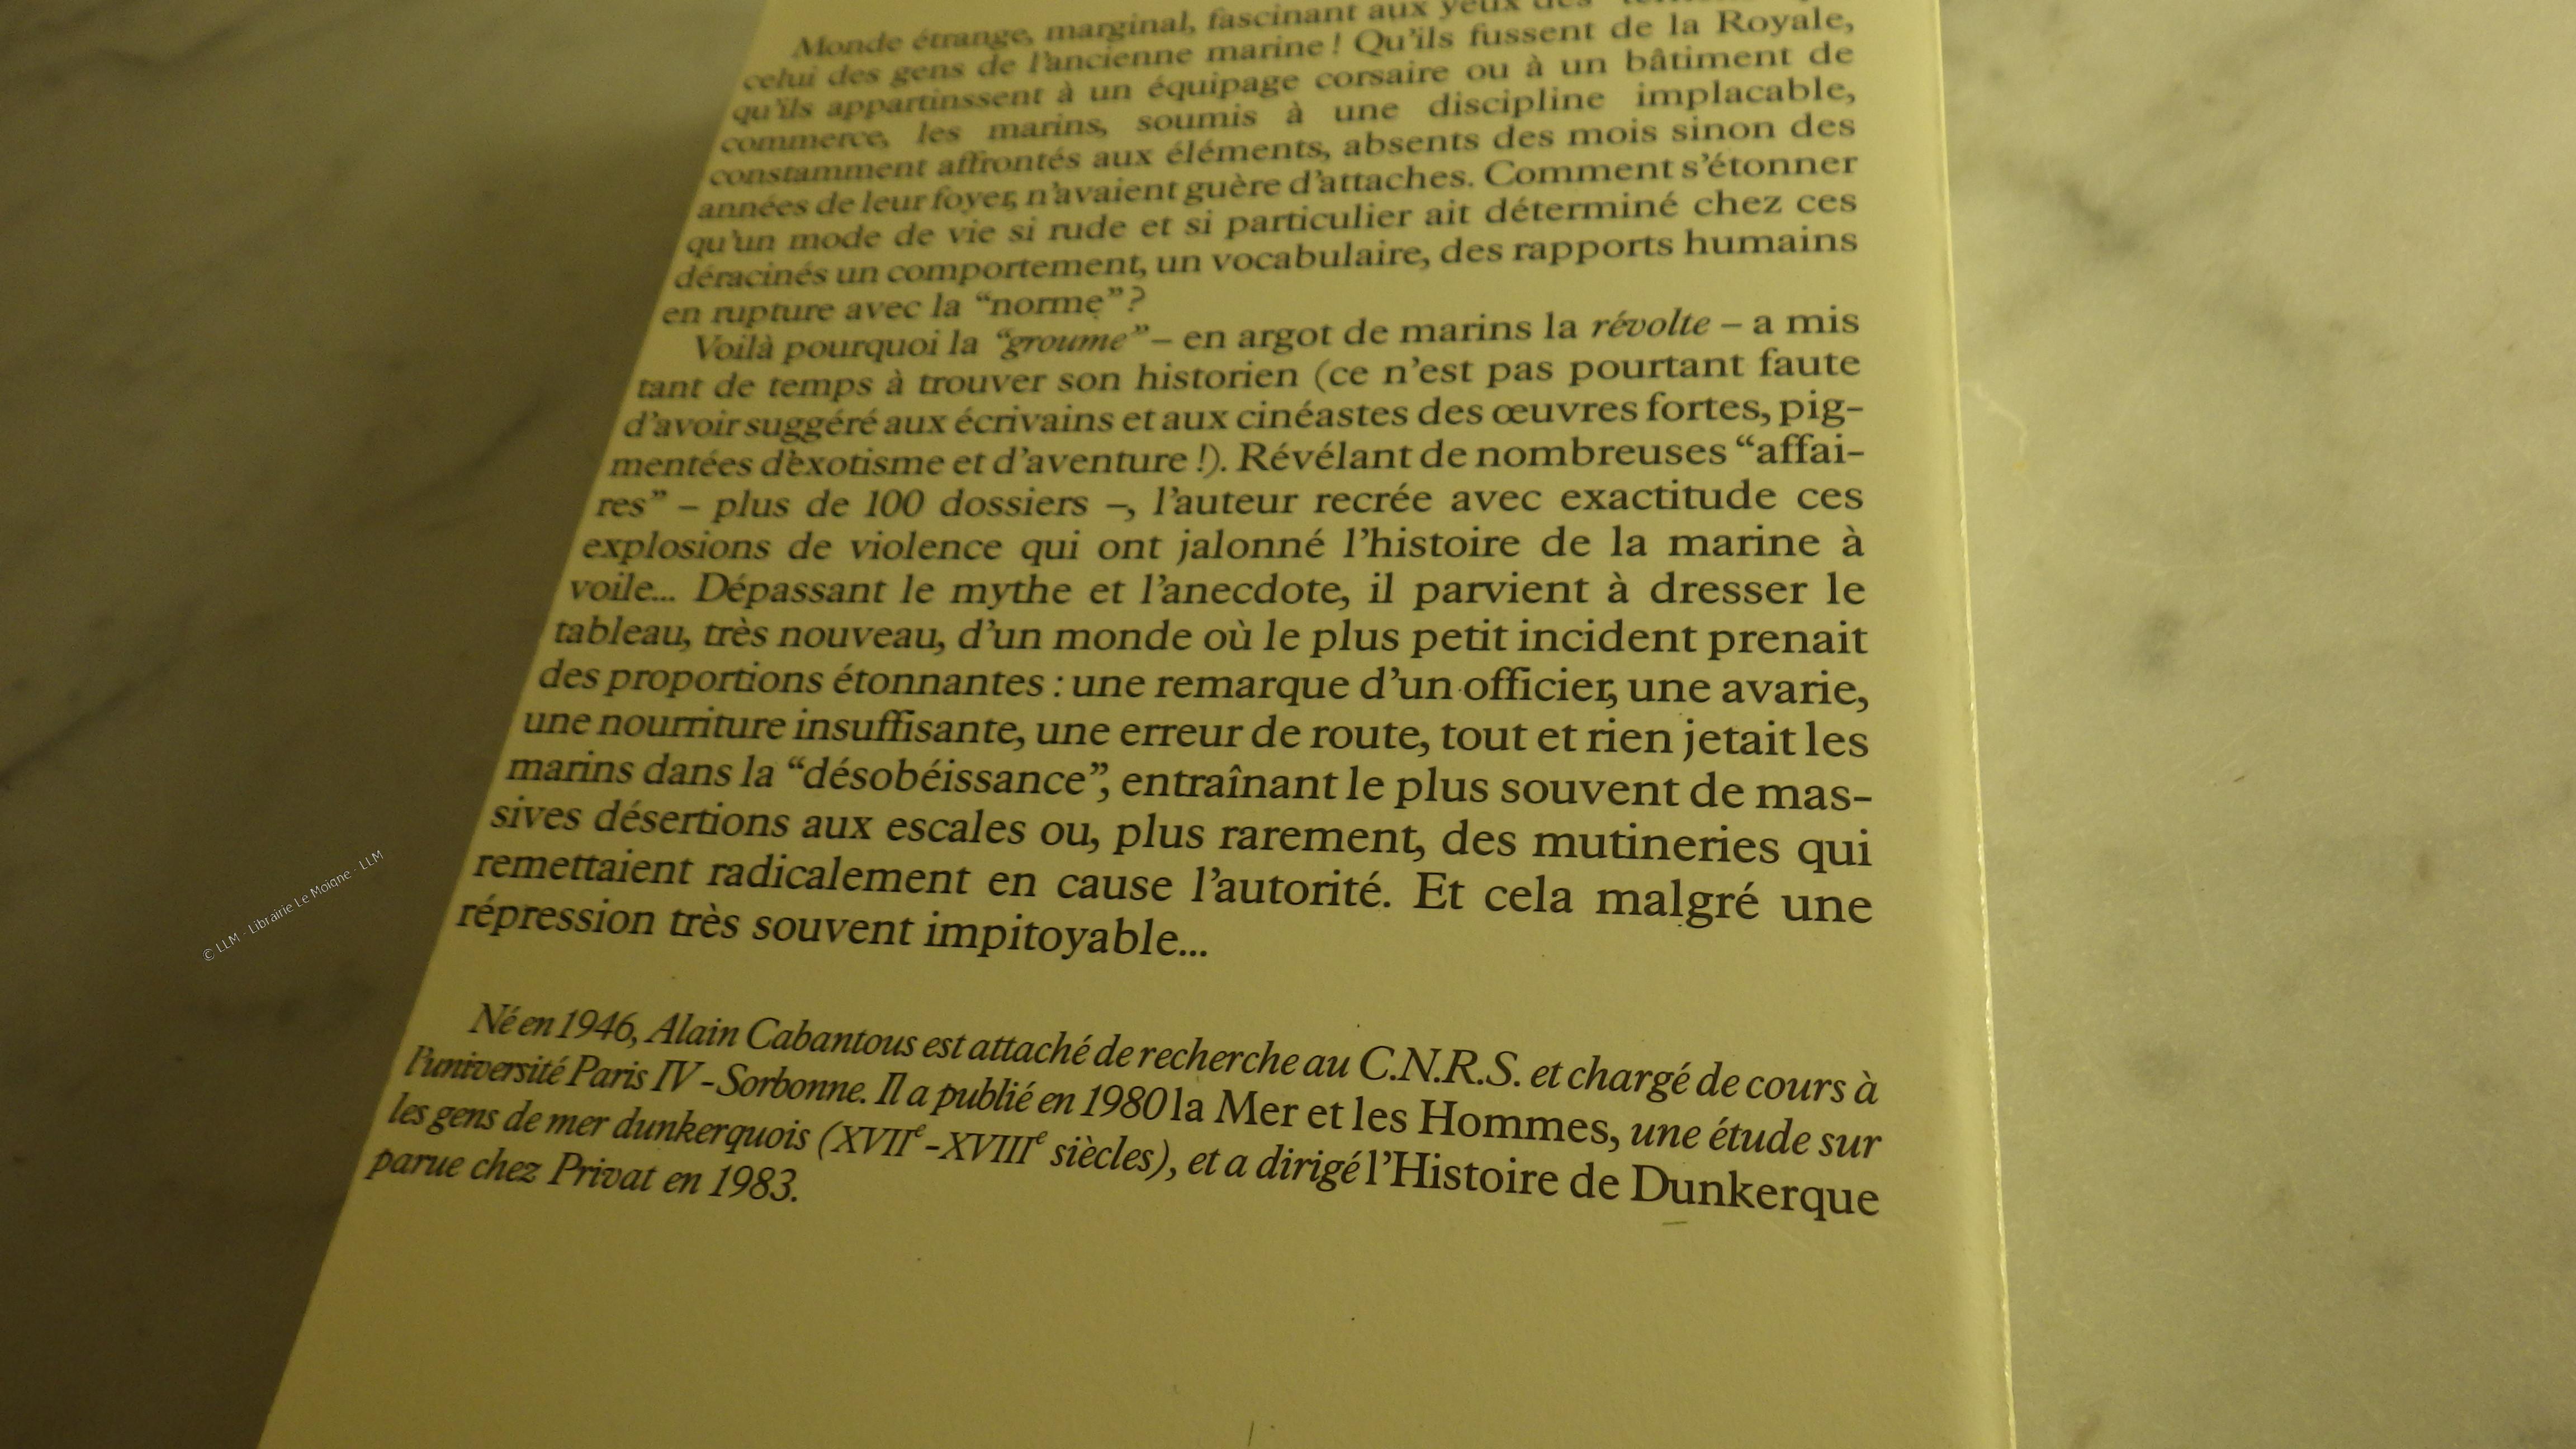 Monde étrange, marginal, fascinant aux yeux des
celui des gens de l'ancienne marine ! Qu'ils fussent de la Royale,
qu'ils appartinssent à un équipage corsaire ou à un bâtiment de
commerce, les marins, soumis à une discipline implacable,
constamment affrontés aux éléments, absents des mois sinon des
années de leur foyer, n'avaient guère d'attaches. Comment s'étonner
qu'un mode de vie si rude et si particulier ait déterminé chez ces
déracinés un comportement, un vocabulaire, des rapports humains
en rupture avec la “norme” ?
Voilà pourquoi la “groume” – en argot de marins la révolte – a mis
tant de temps à trouver son historien (ce n'est pas pourtant faute
d'avoir suggéré aux écrivains et aux cinéastes des œuvres fortes, pig-
mentées d'exotisme et d'aventure !). Révélant de nombreuses “affai-
res” – plus de 100 dossiers –, l'auteur recrée avec exactitude ces
explosions de violence qui ont jalonné l'histoire de la marine à
voile... Dépassant le mythe et l'anecdote, il parvient à dresser le
tableau, très nouveau, d'un monde où le plus petit incident prenait
des proportions étonnantes : une remarque d'un officier, une avarie,
une nourriture insuffisante, une erreur de route, tout et rien jetait les
marins dans la “désobéissance”, entraînant le plus souvent de mas-
sives désertions aux escales ou, plus rarement, des mutineries qui
remettaient radicalement en cause l'autorité. Et cela malgré une
répression très souvent impitoyable...
Né en 1946, Alain Cabantous est attaché de recherche au C.N.R.S. et chargé de cours à
l'université Paris IV - Sorbonne. Il a publié en 1980 la Mer et les Hommes, une étude sur
les gens de mer dunkerquois (XVIIe - XVIIIe siècles), et a dirigé l'Histoire de Dunkerque
parue chez Privat en 1983.
© LLM - Librairie Le Moigne - LLM